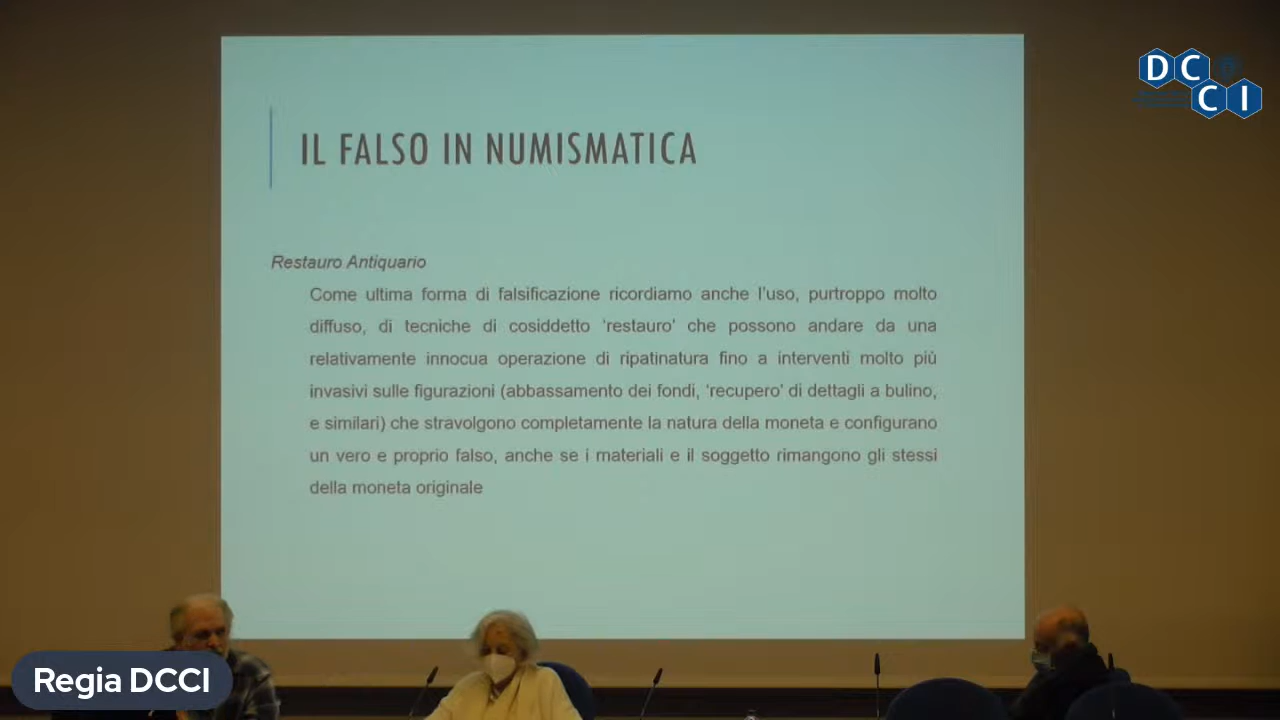 IL FALSO IN NUMISMATICA
Restauro Antiquario
Come ultima forma di falsificazione ricordiamo anche l'uso, purtroppo molto
diffuso, di tecniche di cosiddetto 'restauro' che possono andare da una
relativamente innocua operazione di ripatinatura fino a interventi molto più
invasivi sulle figurazioni (abbassamento dei fondi, 'recupero' di dettagli a bulino,
e similari) che stravolgono completamente la natura della moneta e configurano
un vero e proprio falso, anche se i materiali e il soggetto rimangono gli stessi
della moneta originale
DC
CI
Regia DCCI